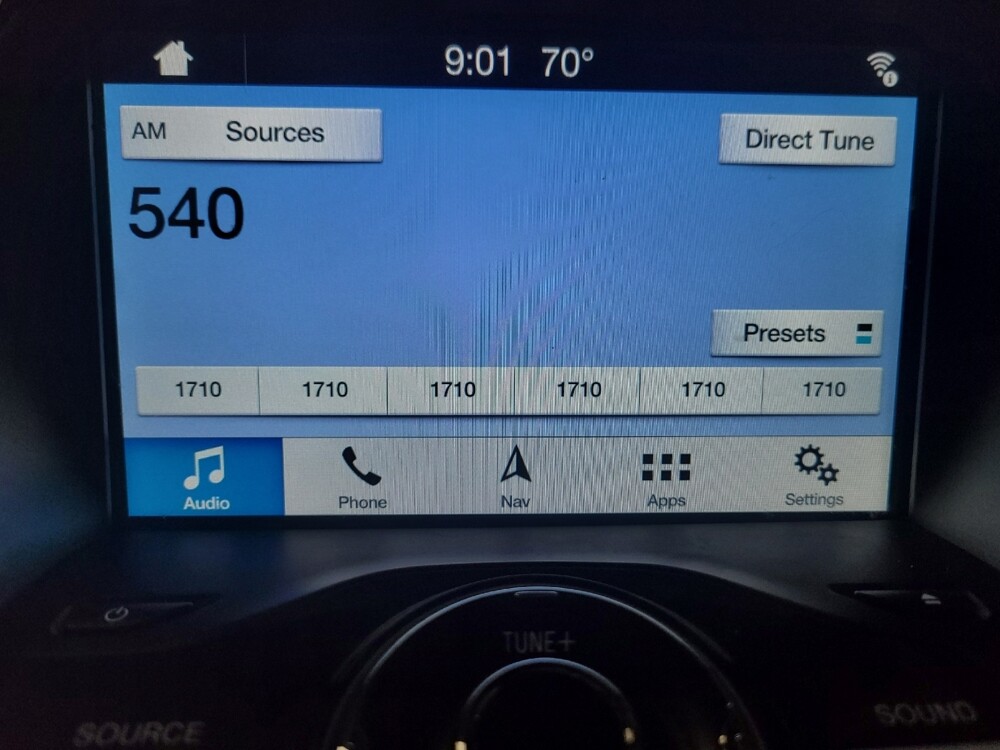 9:01 70°
AM Sources
Direct Tune
540
Presets
1710 1710 1710 1710 1710 1710
Audio Phone Nav Apps Settings
TUNE+
SOURCE
SOUND